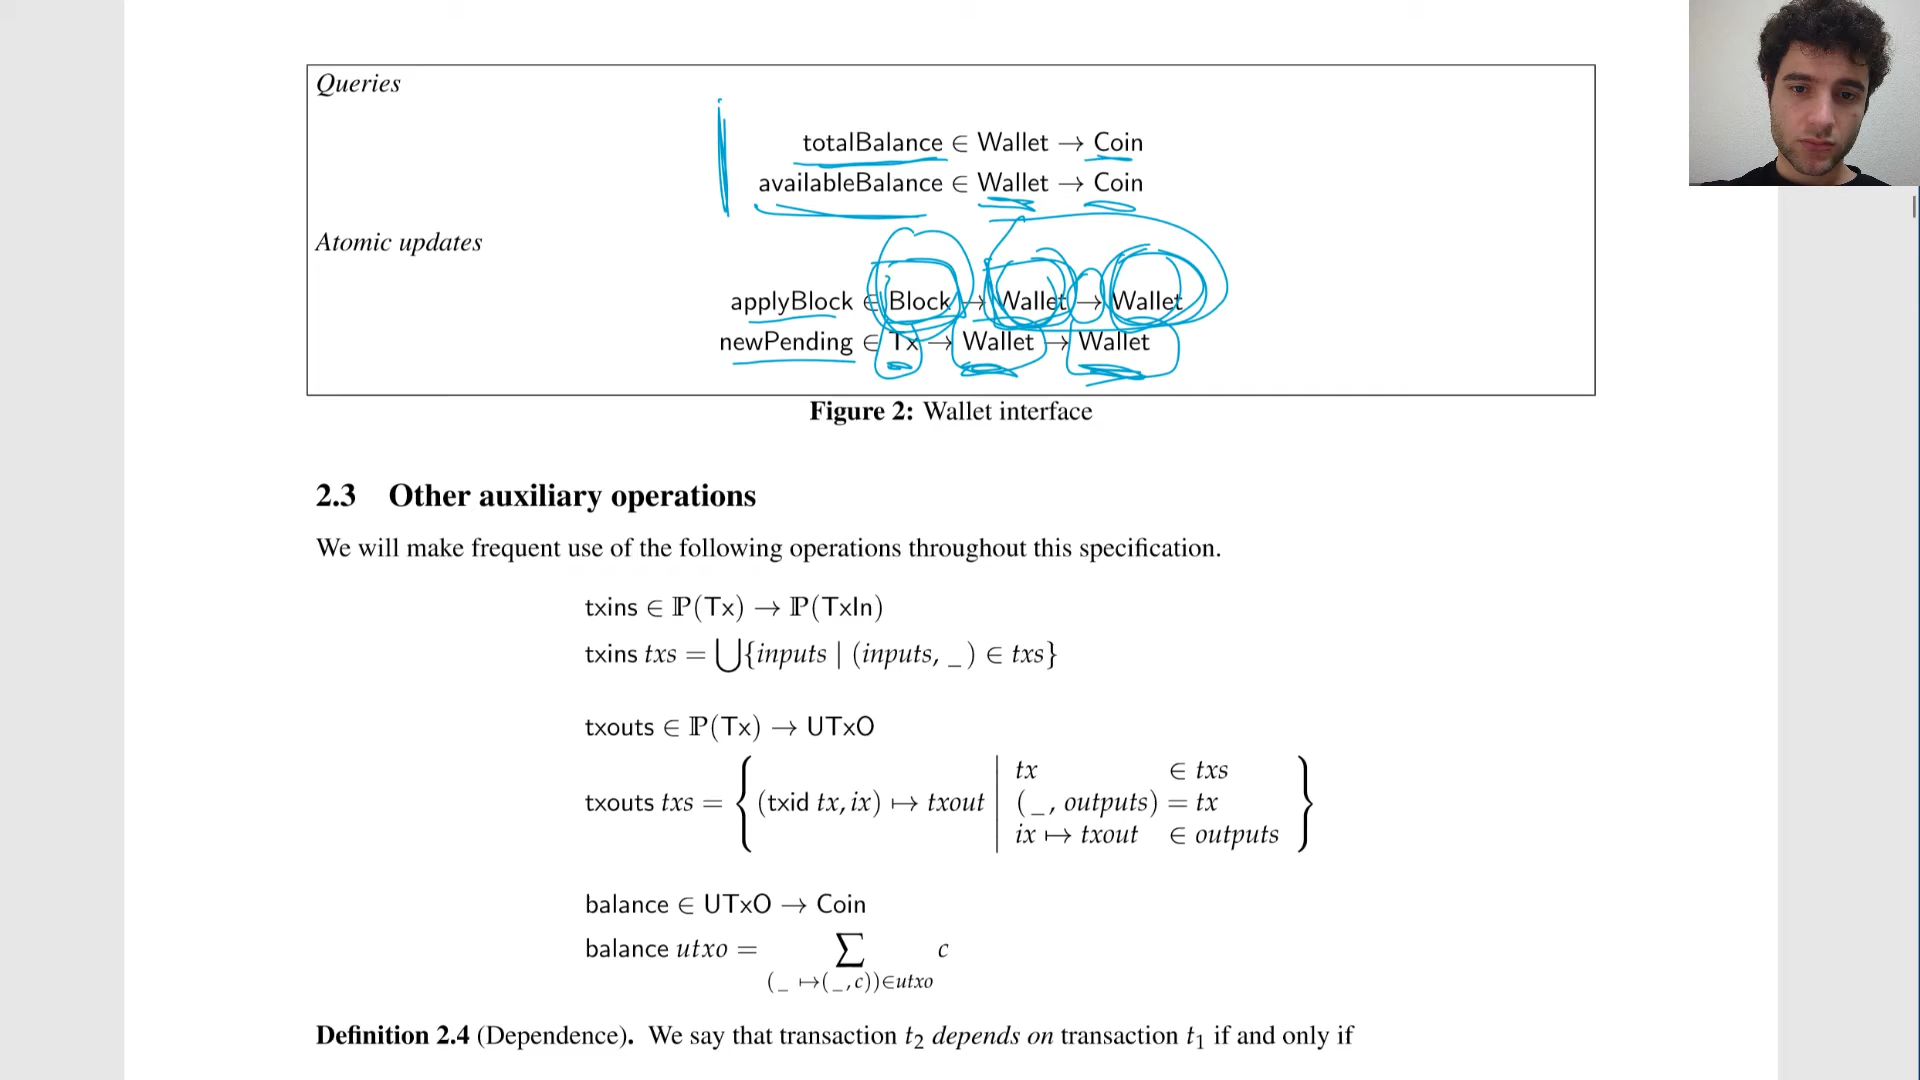 Queries
totalBalance ∈ Wallet → Coin
availableBalance ∈ Wallet → Coin
Atomic updates
applyBlock ∈ Block → Wallet → Wallet
newPending ∈ Tx → Wallet → Wallet
Figure 2: Wallet interface
2.3 Other auxiliary operations
We will make frequent use of the following operations throughout this specification.
txins ∈ ℙ(Tx) → ℙ(TxIn)
txins txs = ⋃{inputs | (inputs, _) ∈ txs}
txouts ∈ ℙ(Tx) → UTxO
txouts txs = { (txid tx, ix) ↦ txout | tx ∈ txs
(_, outputs) = tx
ix ↦ txout ∈ outputs }
balance ∈ UTxO → Coin
balance utxo = ∑ c
(_ ↦(_,c))∈utxo
Definition 2.4 (Dependence). We say that transaction t₂ depends on transaction t₁ if and only if